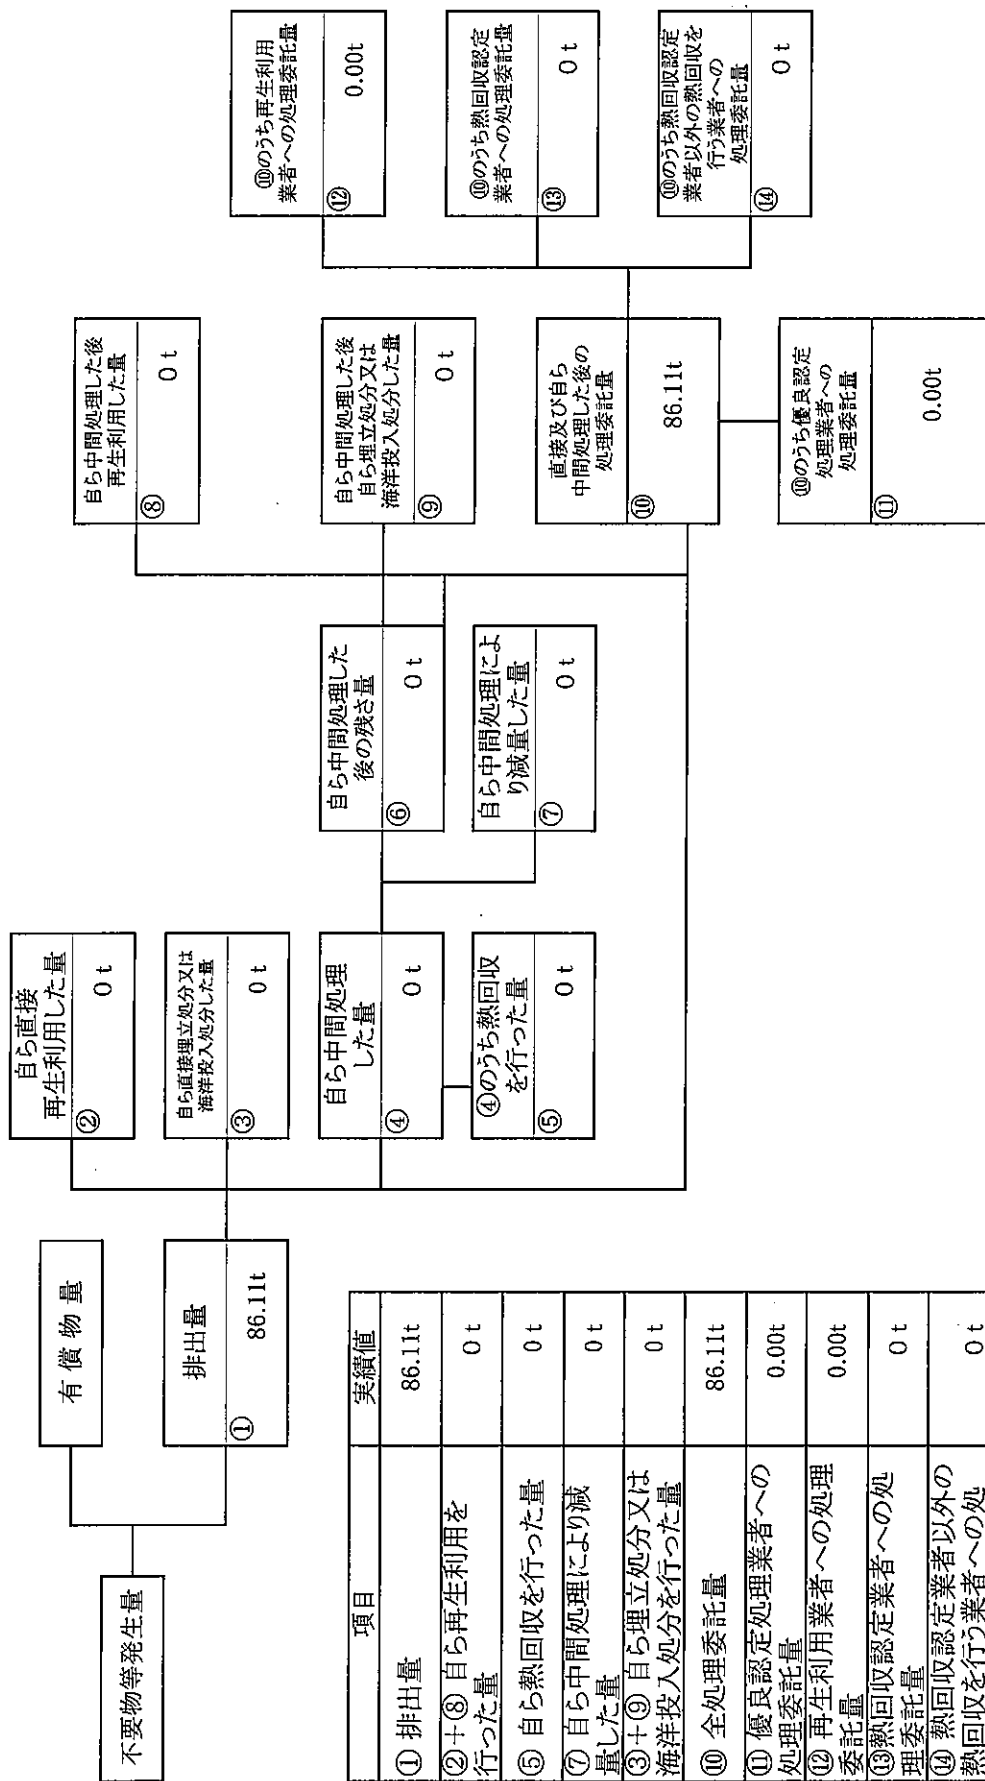 不要物等発生量
有償物量
排出量
①
86.11t
自ら直接
再生利用した量
②
0 t
自ら直接埋立処分又は
海洋投入処分した量
③
0 t
自ら中間処理
した量
④
0 t
④のうち熱回収
を行った量
⑤
0 t
自ら中間処理した
後の残さ量
⑥
0 t
自ら中間処理によ
り減量した量
⑦
0 t
自ら中間処理した後
再生利用した量
⑧
0 t
自ら中間処理した後
自ら埋立処分又は
海洋投入処分した量
⑨
0 t
直接及び自ら
中間処理した後の
処理委託量
⑩
86.11t
⑩のうち優良認定
処理業者への
処理委託量
⑪
0.00t
⑩のうち再生利用
業者への処理委託量
⑫
0.00t
⑩のうち熱回収認定
業者への処理委託量
⑬
0 t
⑩のうち熱回収認定
業者以外の熱回収を
行う業者への
処理委託量
⑭
0 t
項目 実績値
① 排出量 86.11t
②+⑧ 自ら再生利用を
行った量 0 t
⑤ 自ら熱回収を行った量 0 t
⑦ 自ら中間処理により減
量した量 0 t
③+⑨ 自ら埋立処分又は
海洋投入処分を行った量 0 t
⑩ 全処理委託量 86.11t
⑪ 優良認定処理業者への
処理委託量 0.00t
⑫ 再生利用業者への処理
委託量 0.00t
⑬熱回収認定業者への処
理委託量 0 t
⑭ 熱回収認定業者以外の
熱回収を行う業者への処 0 t